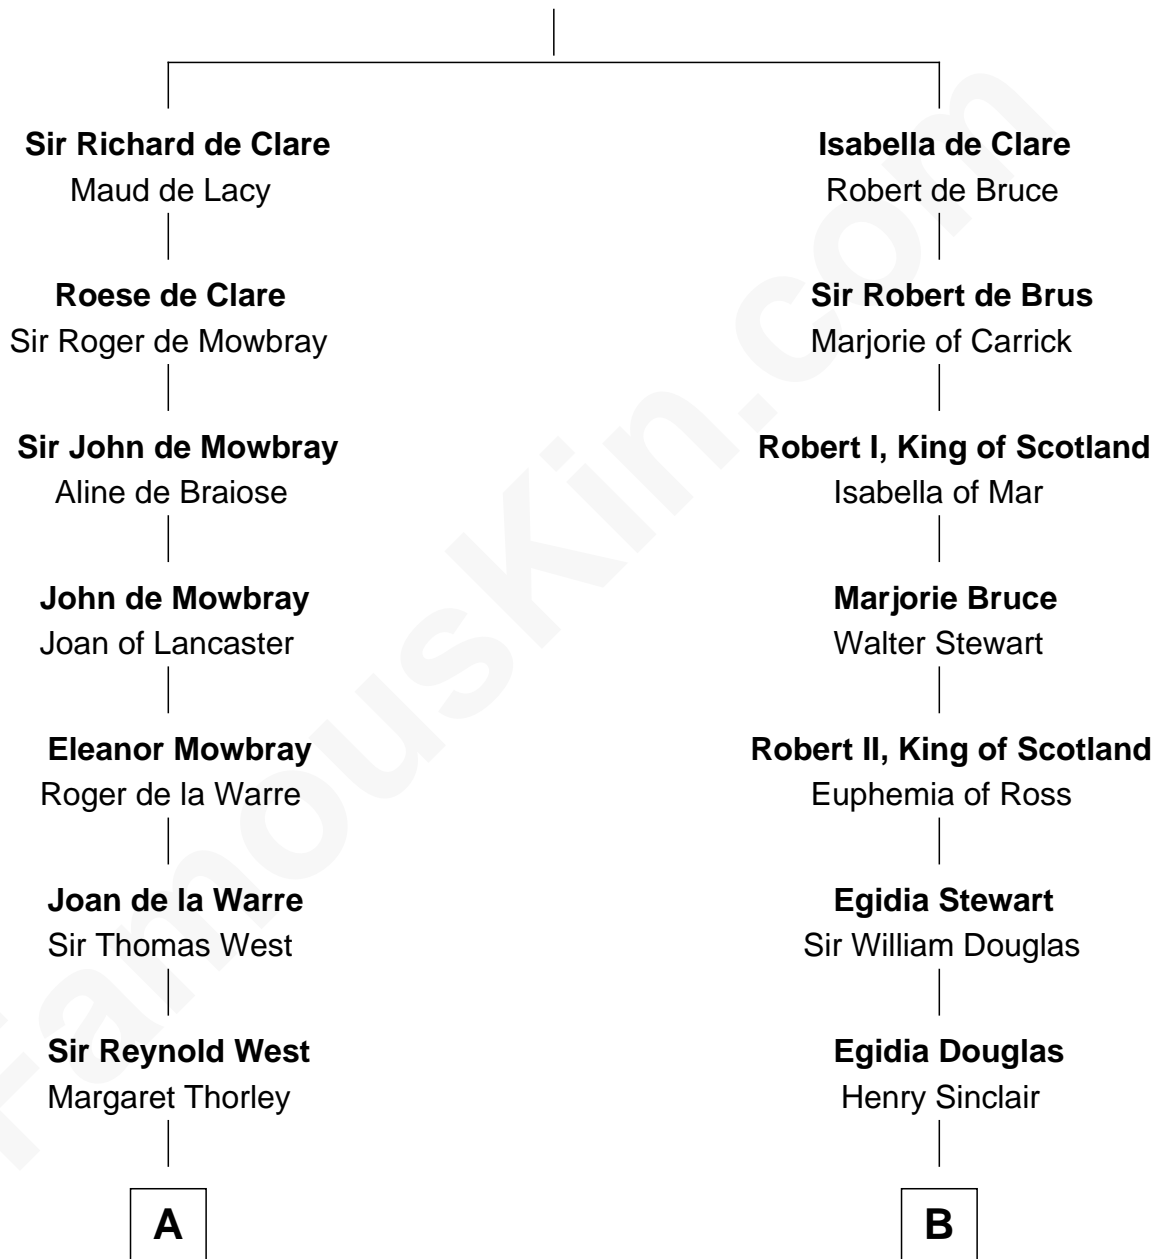 Sir Richard de Clare
Maud de Lacy
Isabella de Clare
Robert de Bruce
Roese de Clare
Sir Roger de Mowbray
Sir Robert de Brus
Marjorie of Carrick
Sir John de Mowbray
Aline de Braiose
Robert I, King of Scotland
Isabella of Mar
John de Mowbray
Joan of Lancaster
Marjorie Bruce
Walter Stewart
Eleanor Mowbray
Roger de la Warre
Robert II, King of Scotland
Euphemia of Ross
Joan de la Warre
Sir Thomas West
Egidia Stewart
Sir William Douglas
Sir Reynold West
Margaret Thorley
Egidia Douglas
Henry Sinclair
A
B
FamousKin.com